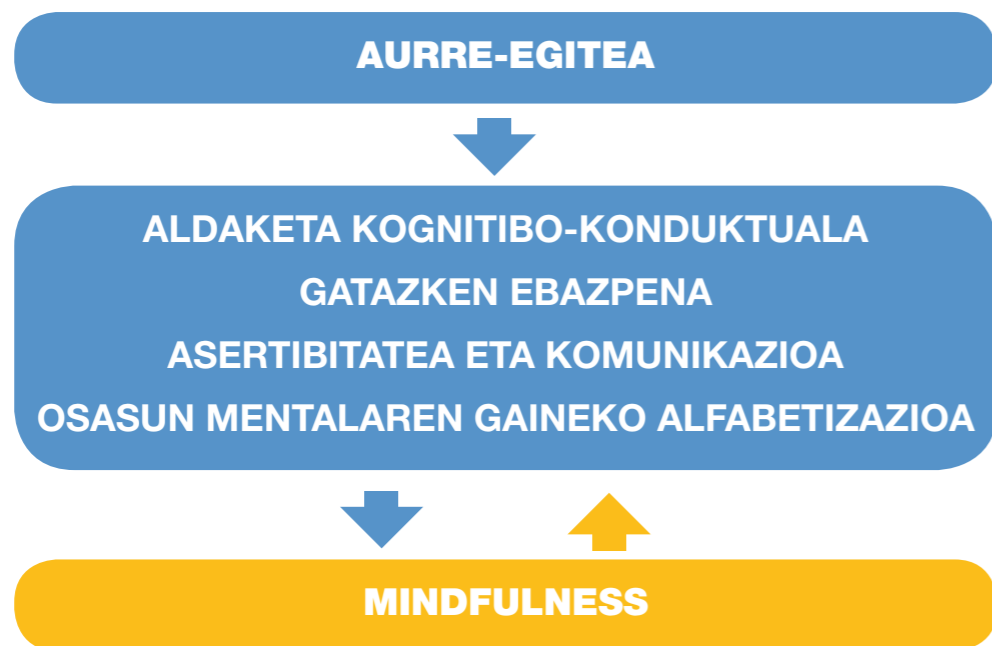 AURRE-EGITEA
ALDAKETA KOGNITIBO-KONDUKTUALA
GATAZKEN EBAZPENA
ASERTIBITATEA ETA KOMUNIKAZIOA
OSASUN MENTALAREN GAINEKO ALFABETIZAZIOA
MINDFULNESS